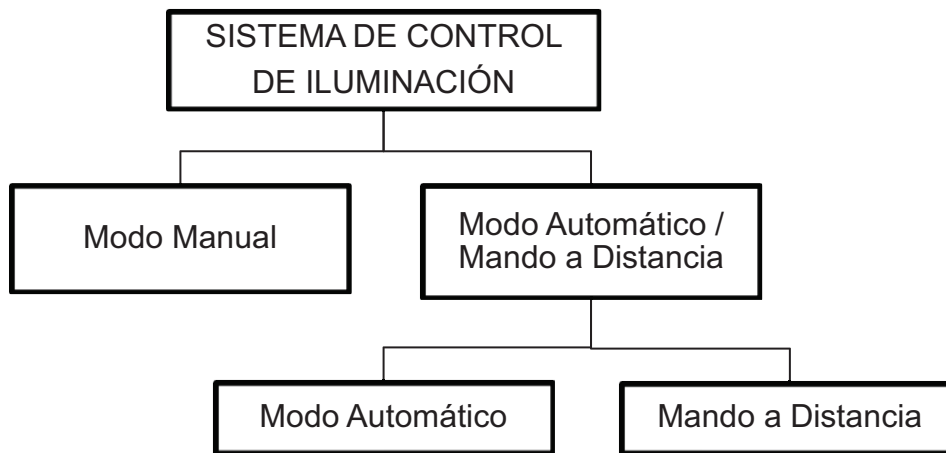 SISTEMA DE CONTROL
DE ILUMINACIÓN
Modo Manual
Modo Automático /
Mando a Distancia
Modo Automático
Mando a Distancia